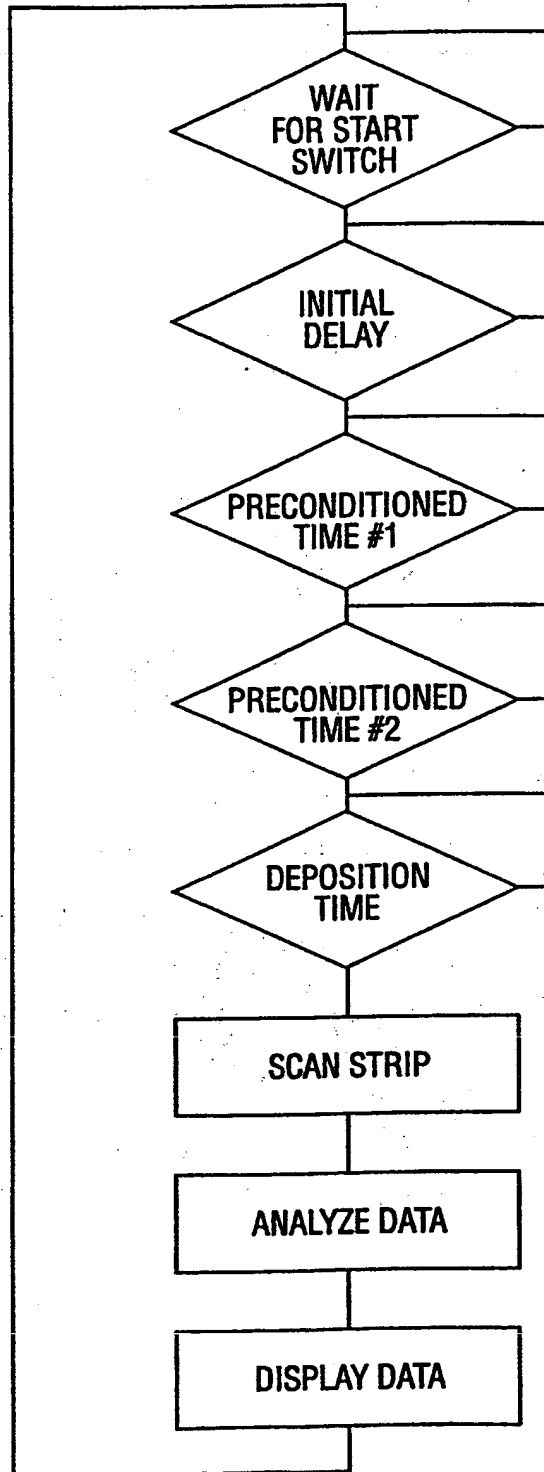 WAIT
FOR START
SWITCH
INITIAL
DELAY
PRECONDITIONED
TIME #1
PRECONDITIONED
TIME #2
DEPOSITION
TIME
SCAN STRIP
ANALYZE DATA
DISPLAY DATA